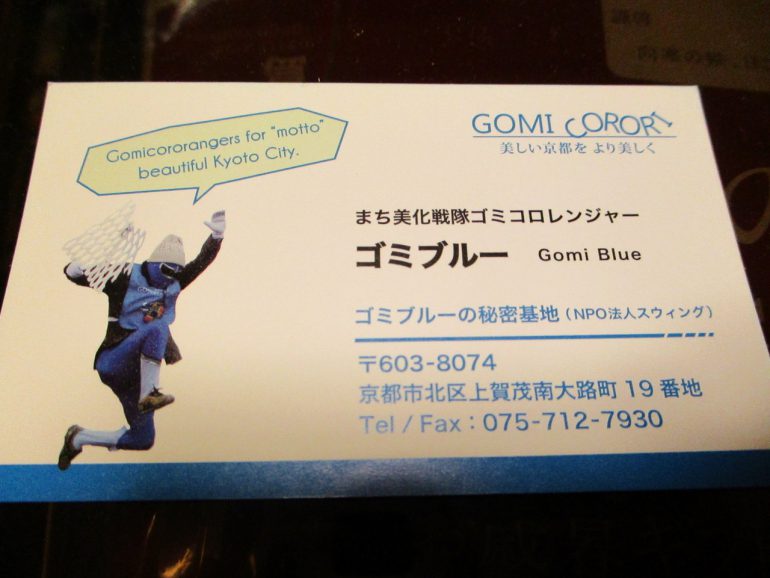 Gomicororangers for "motto"
beautiful Kyoto City.
GOMI CORORI
美しい京都を より美しく
まち美化戦隊ゴミコロレンジャー
ゴミブルー Gomi Blue
ゴミブルーの秘密基地（NPO法人スウィング）
〒603-8074
京都市北区上賀茂南大路町 19 番地
Tel / Fax：075-712-7930